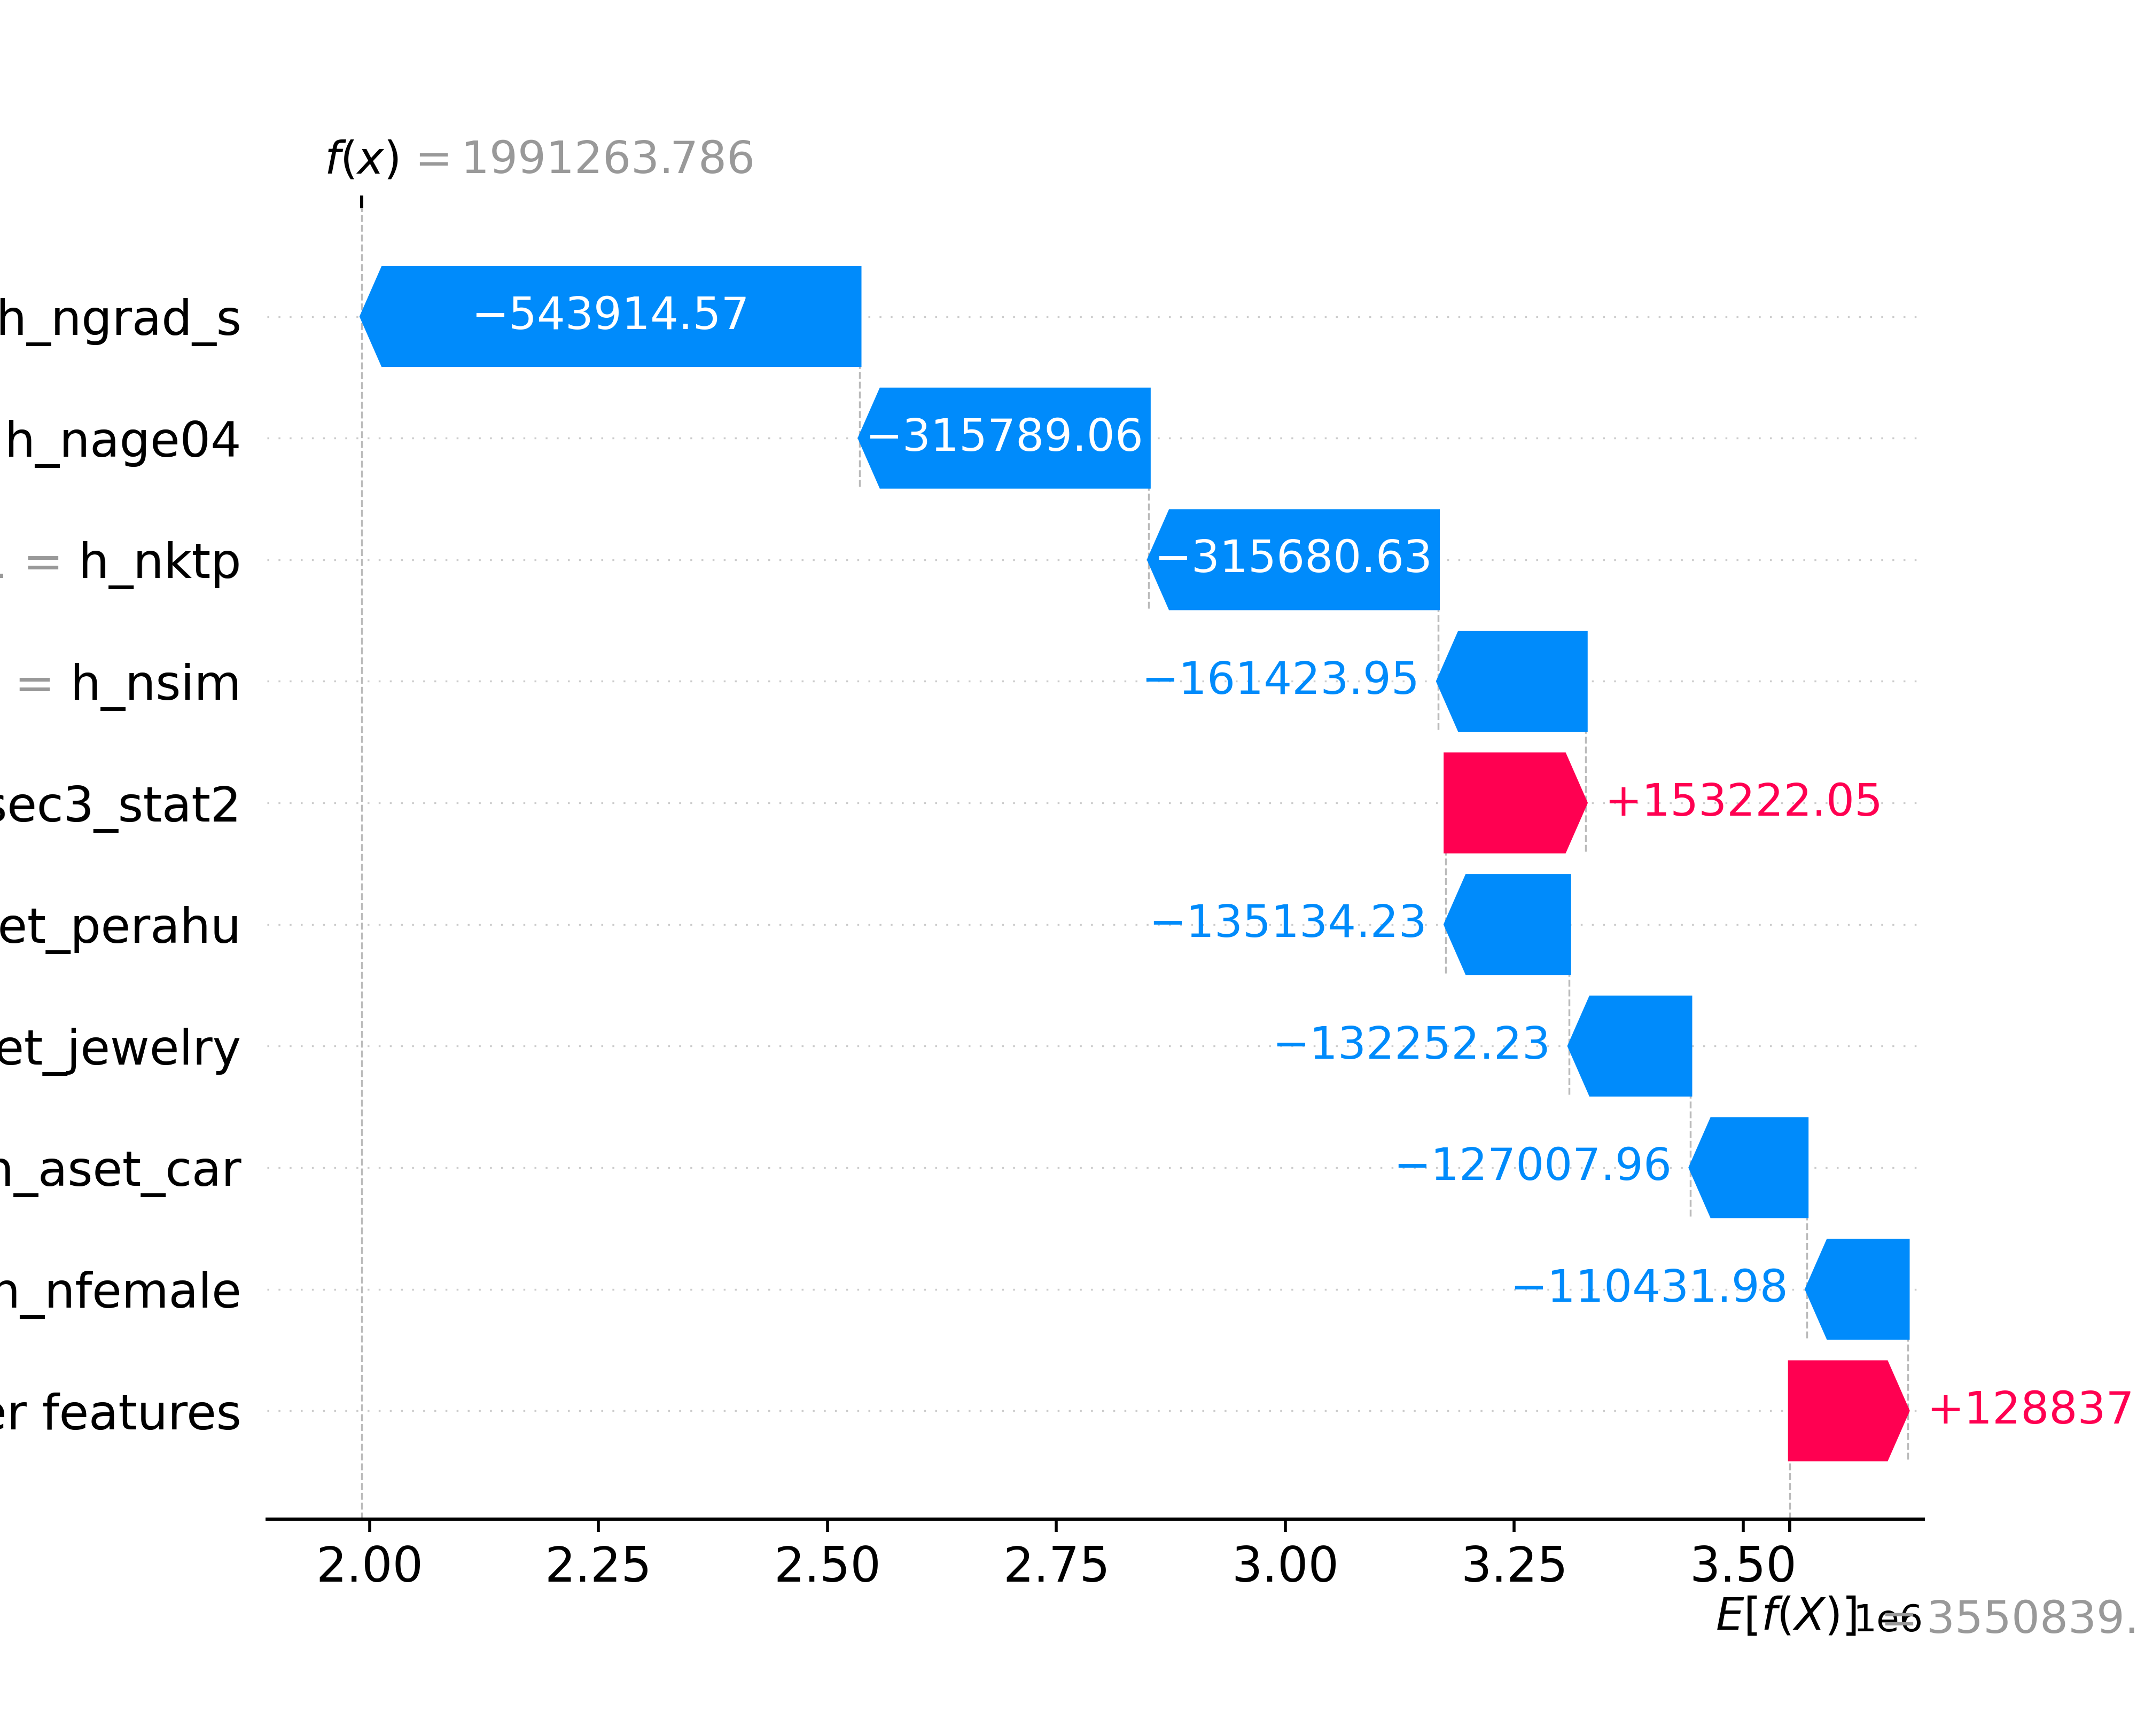 f(x) = 1991263.786
h_ngrad_s −543914.57
h_nage04 −315789.06
= h_nktp −315680.63
= h_nsim −161423.95
sec3_stat2 +153222.05
et_perahu −135134.23
et_jewelry −132252.23
h_aset_car −127007.96
h_nfemale −110431.98
er features +128837
2.00 2.25 2.50 2.75 3.00 3.25 3.50
E[f(X)] = 3550839.
1e6